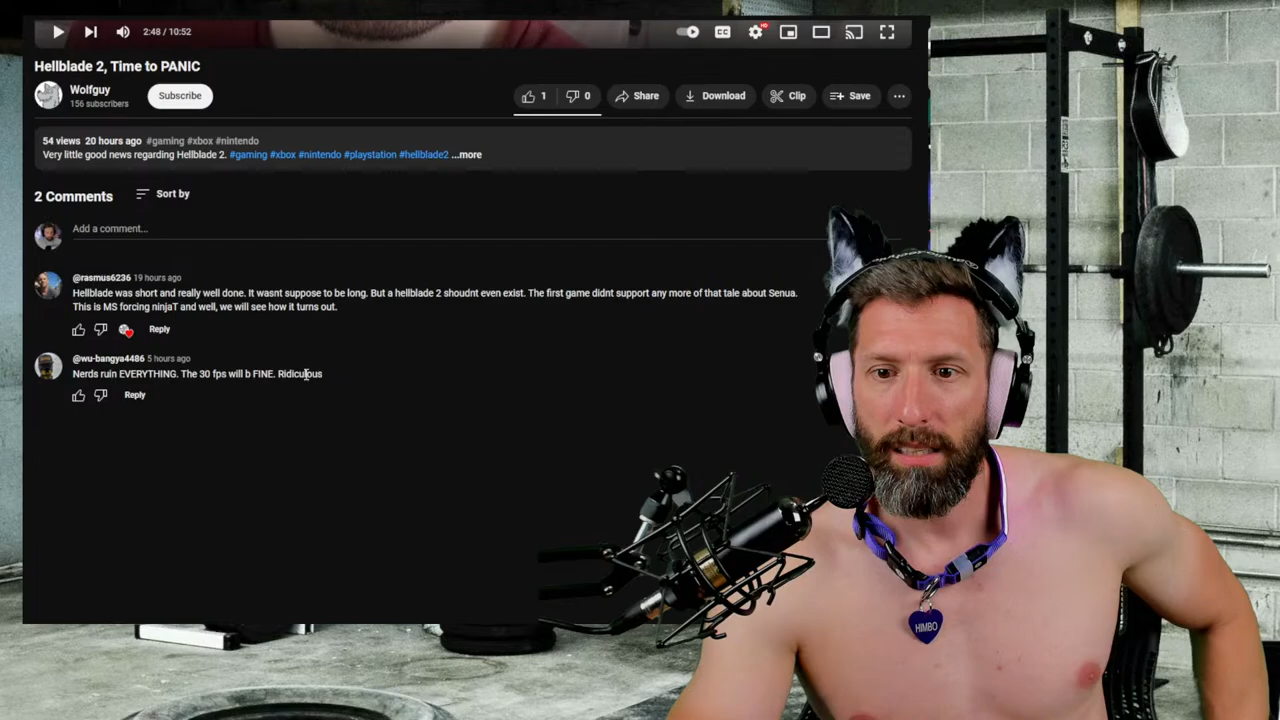 2:48 / 10:52
CC
HD
Hellblade 2, Time to PANIC
Wolfguy
156 subscribers
Subscribe
1
0
Share
Download
Clip
Save
54 views 20 hours ago #gaming #xbox #nintendo
Very little good news regarding Hellblade 2. #gaming #xbox #nintendo #playstation #hellblade2 ...more
2 Comments
Sort by
Add a comment...
@rasmus6236 19 hours ago
Hellblade was short and really well done. It wasnt suppose to be long. But a hellblade 2 shoudnt even exist. The first game didnt support any more of that tale about Senua.
This is MS forcing ninjaT and well, we will see how it turns out.
Reply
@wu-bangya4486 5 hours ago
Nerds ruin EVERYTHING. The 30 fps will b FINE. Ridiculous
Reply
HIMBO